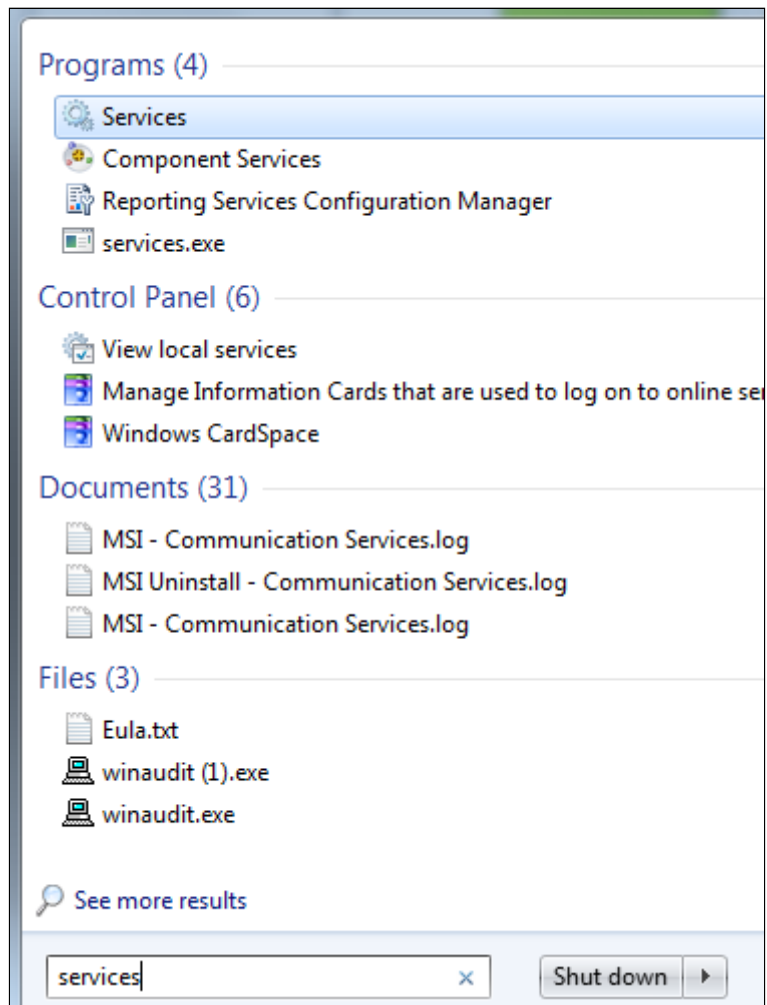 Programs (4)
Services
Component Services
Reporting Services Configuration Manager
services.exe
Control Panel (6)
View local services
Manage Information Cards that are used to log on to online
Windows CardSpace
Documents (31)
MSI - Communication Services.log
MSI Uninstall - Communication Services.log
MSI - Communication Services.log
Files (3)
Eula.txt
winaudit (1).exe
winaudit.exe
See more results
services
Shut down